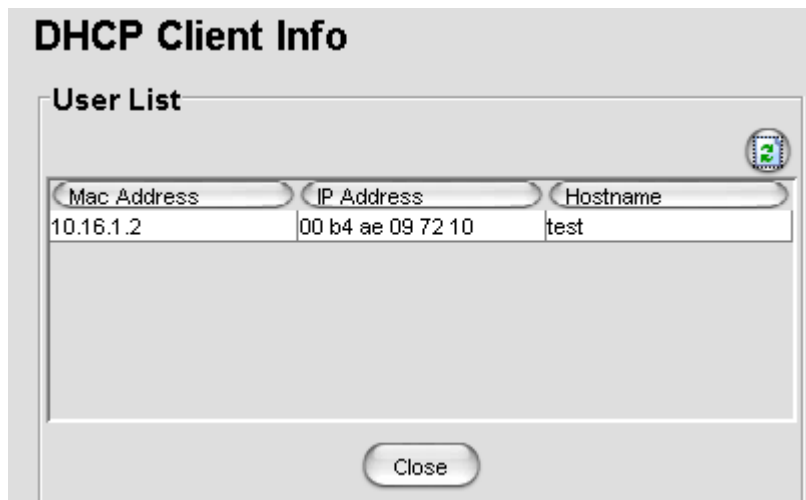 DHCP Client Info
User List
Mac Address IP Address Hostname
10.16.1.2 00 b4 ae 09 72 10 test
Close